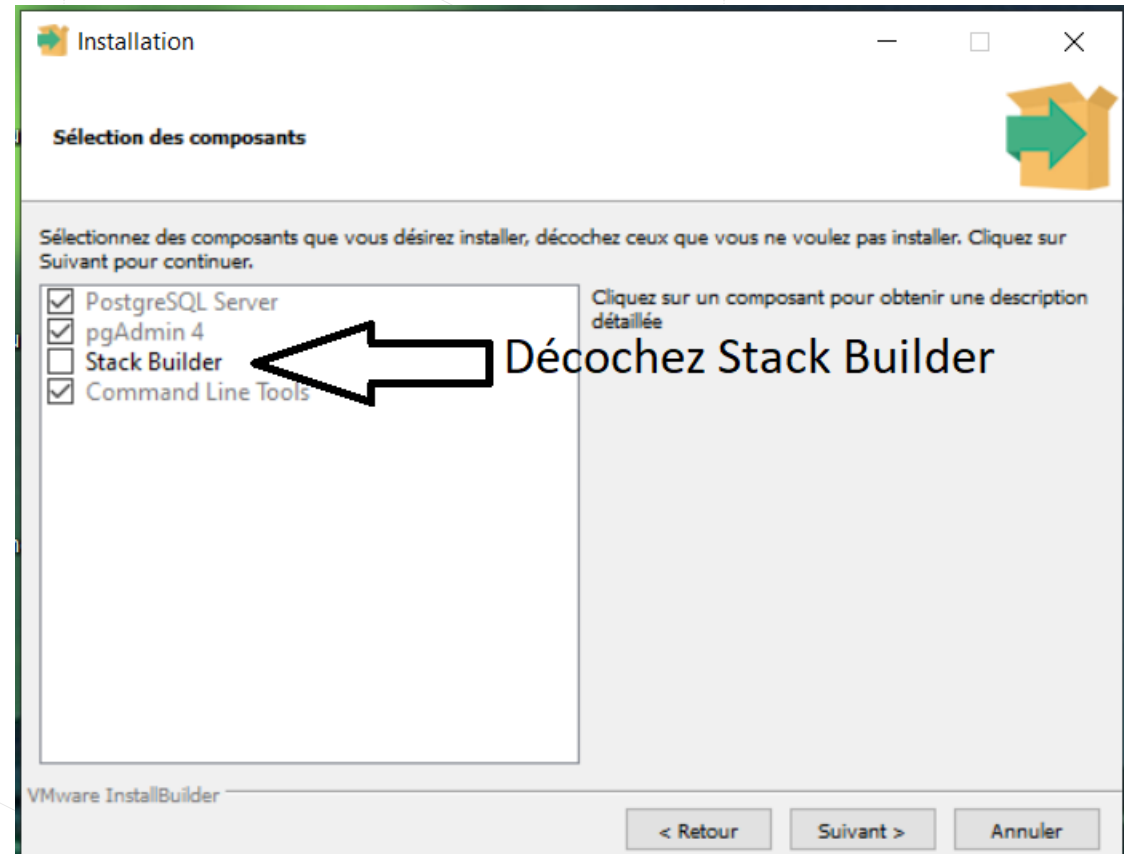 Installation
Sélection des composants
Sélectionnez des composants que vous désirez installer, décochez ceux que vous ne voulez pas installer. Cliquez sur
Suivant pour continuer.
PostgreSQL Server
pgAdmin 4
Stack Builder
Command Line Tools
Cliquez sur un composant pour obtenir une description
détaillée
Décochez Stack Builder
VMware InstallBuilder
< Retour
Suivant >
Annuler